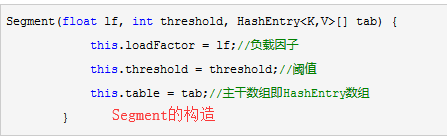 Segment(float lf, int threshold, HashEntry<K,V>[] tab) {
this.loadFactor = lf;//负载因子
this.threshold = threshold;//阈值
this.table = tab;//主干数组即HashEntry数组
} Segment的构造